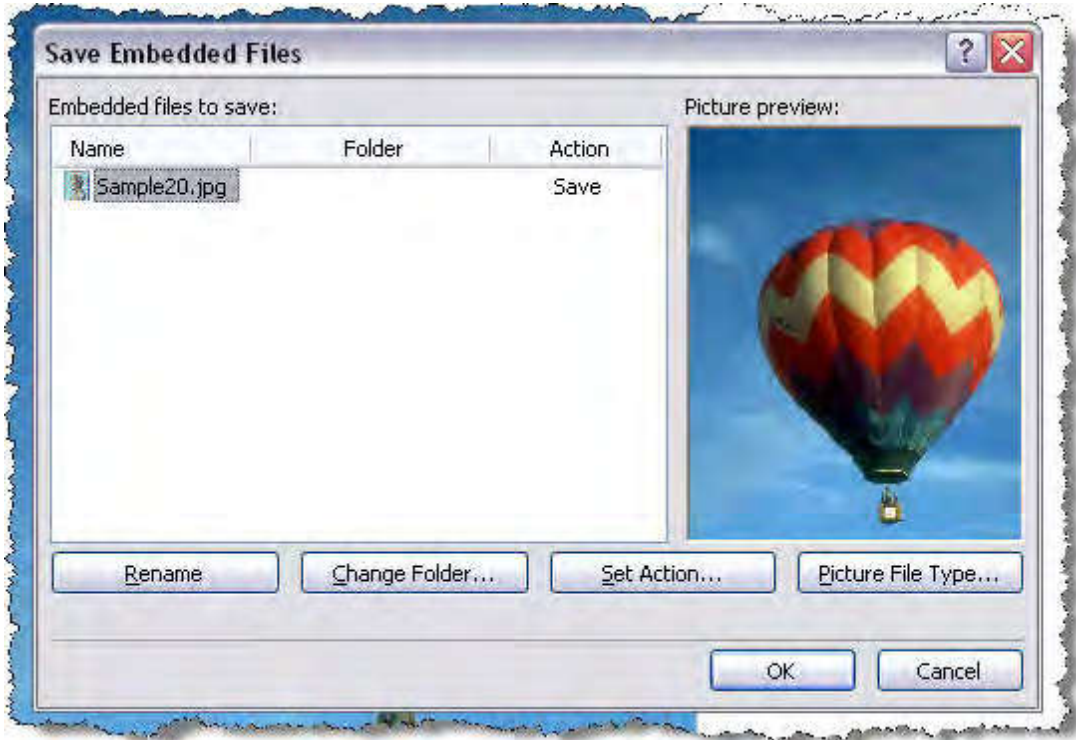 Save Embedded Files
?
Embedded files to save:
Picture preview:
Name Folder Action
Sample20.jpg Save
Rename Change Folder... Set Action... Picture File Type...
OK Cancel